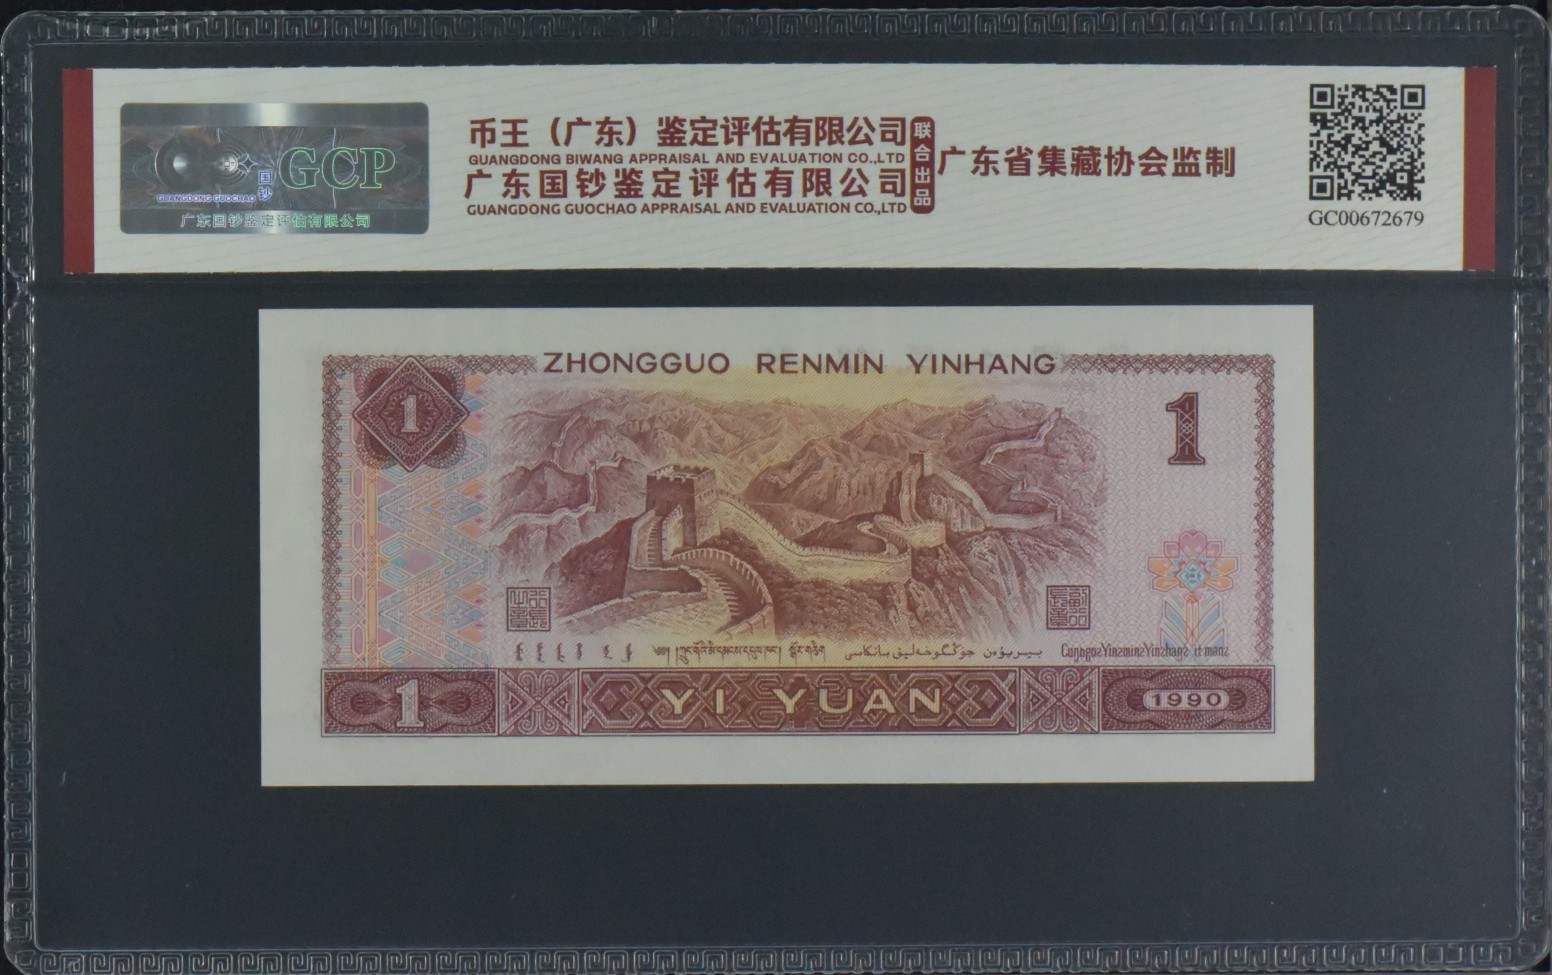 币王（广东）鉴定评估有限公司
GUANGDONG BIWANG APPRAISAL AND EVALUATION CO.,LTD
广东国钞鉴定评估有限公司
GUANGDONG GUOCHAO APPRAISAL AND EVALUATION CO.,LTD
联合出品
广东省集藏协会监制
GC00672679
国钞
GCP
GUANGDONG GUOCHAO
广东国钞鉴定评估有限公司
ZHONGGUO RENMIN YINHANG
1
1
YI YUAN
1
1990